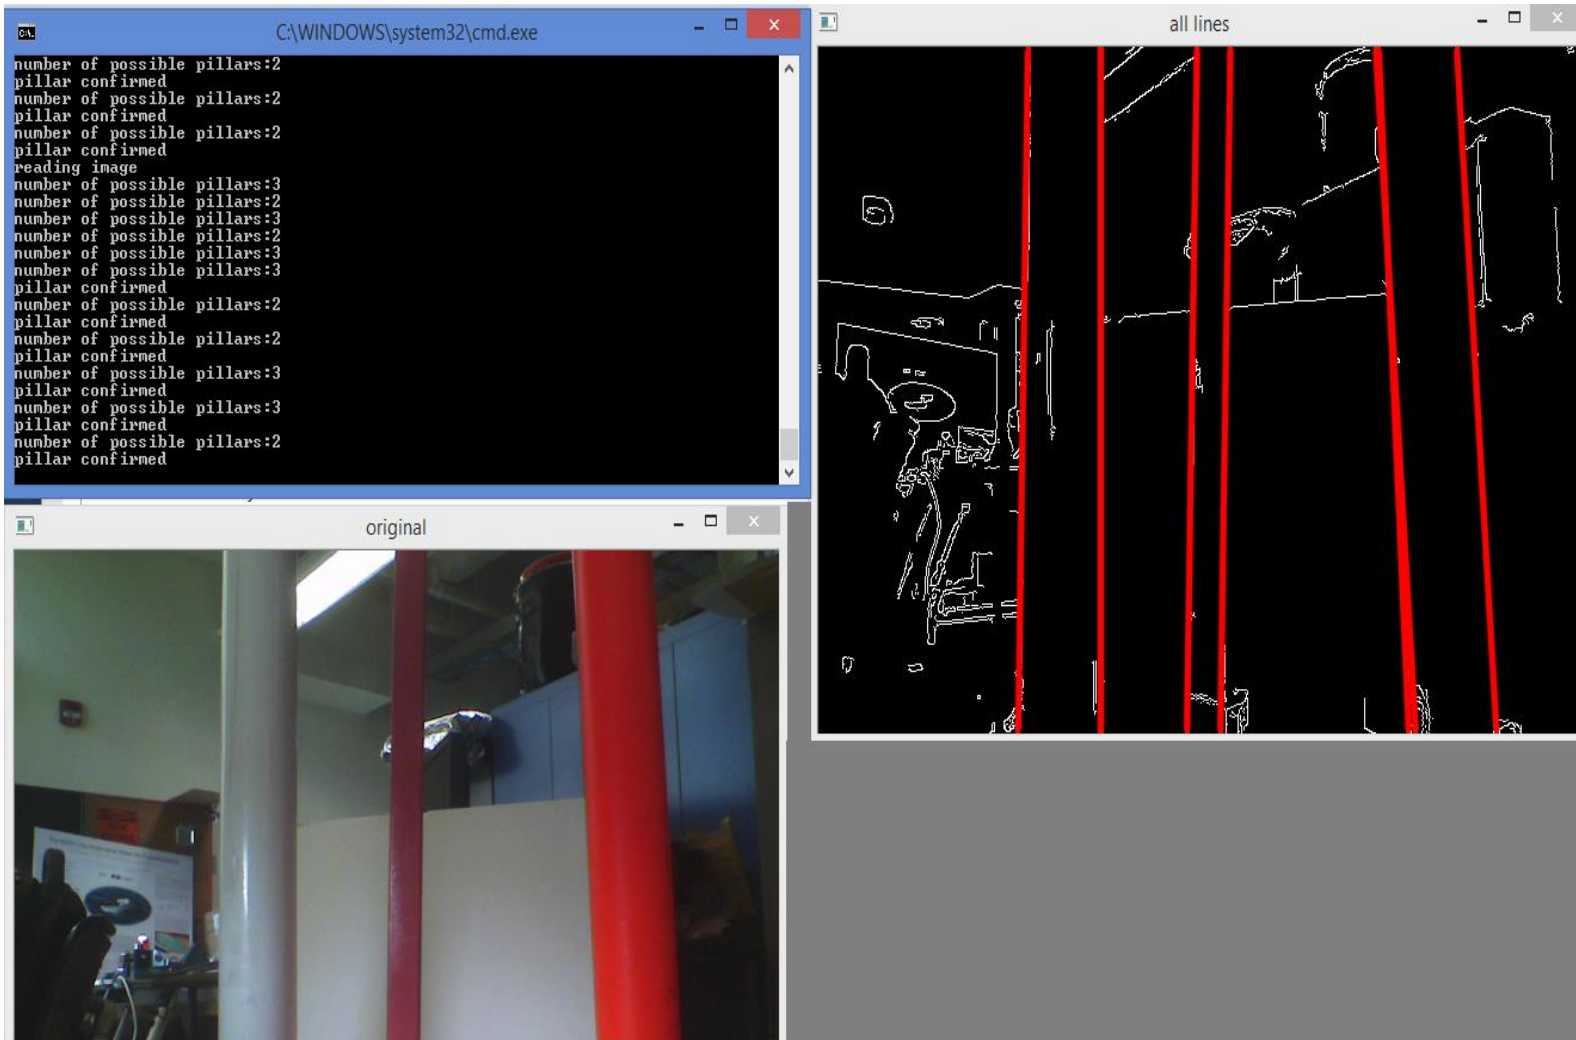 C:\WINDOWS\system32\cmd.exe
number of possible pillars:2
pillar confirmed
number of possible pillars:2
pillar confirmed
number of possible pillars:2
pillar confirmed
reading image
number of possible pillars:3
number of possible pillars:2
number of possible pillars:3
number of possible pillars:2
number of possible pillars:3
number of possible pillars:3
pillar confirmed
number of possible pillars:2
pillar confirmed
number of possible pillars:2
pillar confirmed
number of possible pillars:3
pillar confirmed
number of possible pillars:3
pillar confirmed
number of possible pillars:2
pillar confirmed
all lines
original